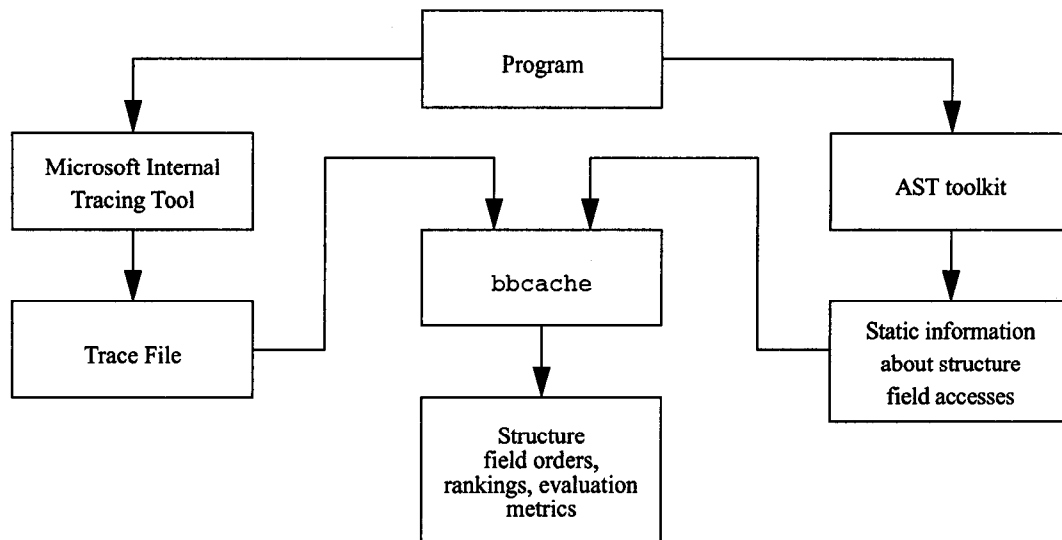 Program
Microsoft Internal
Tracing Tool
AST toolkit
bbcache
Trace File
Static information
about structure
field accesses
Structure
field orders,
rankings, evaluation
metrics